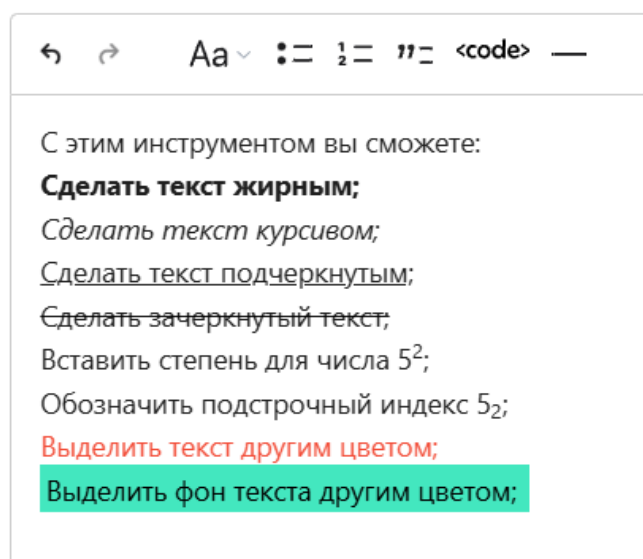 Aa
<code>
С этим инструментом вы сможете:
Сделать текст жирным;
Сделать текст курсивом;
Сделать текст подчеркнутым;
Сделать зачеркнутый текст;
Вставить степень для числа 5²;
Обозначить подстрочный индекс 5₂;
Выделить текст другим цветом;
Выделить фон текста другим цветом;